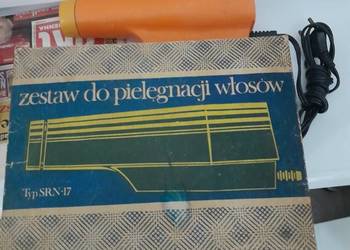 zestaw do pielęgnacji włosów
Typ SRN-17